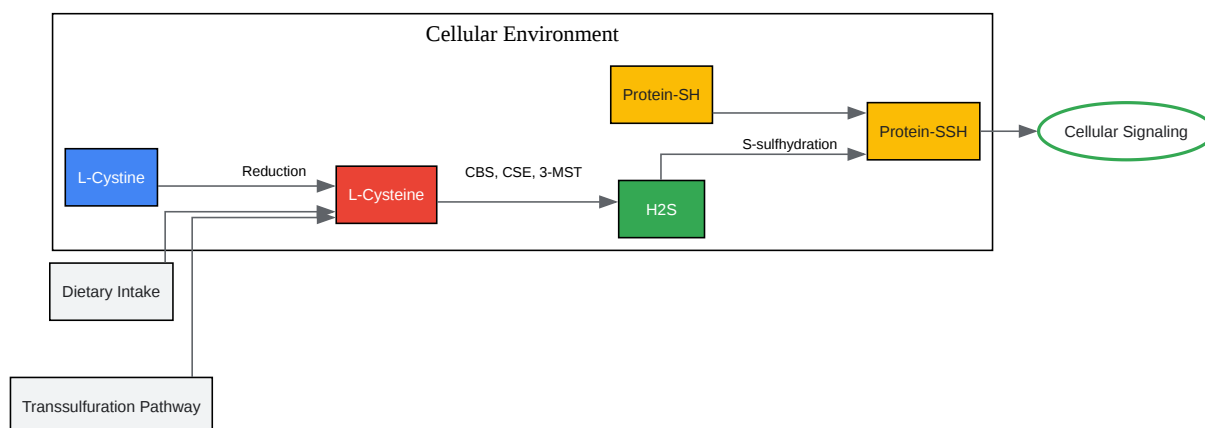 Cellular Environment
Protein-SH
Protein-SSH
Cellular Signaling
S-sulfhydration
L-Cystine
Reduction
L-Cysteine
CBS, CSE, 3-MST
H2S
Dietary Intake
Transsulfuration Pathway